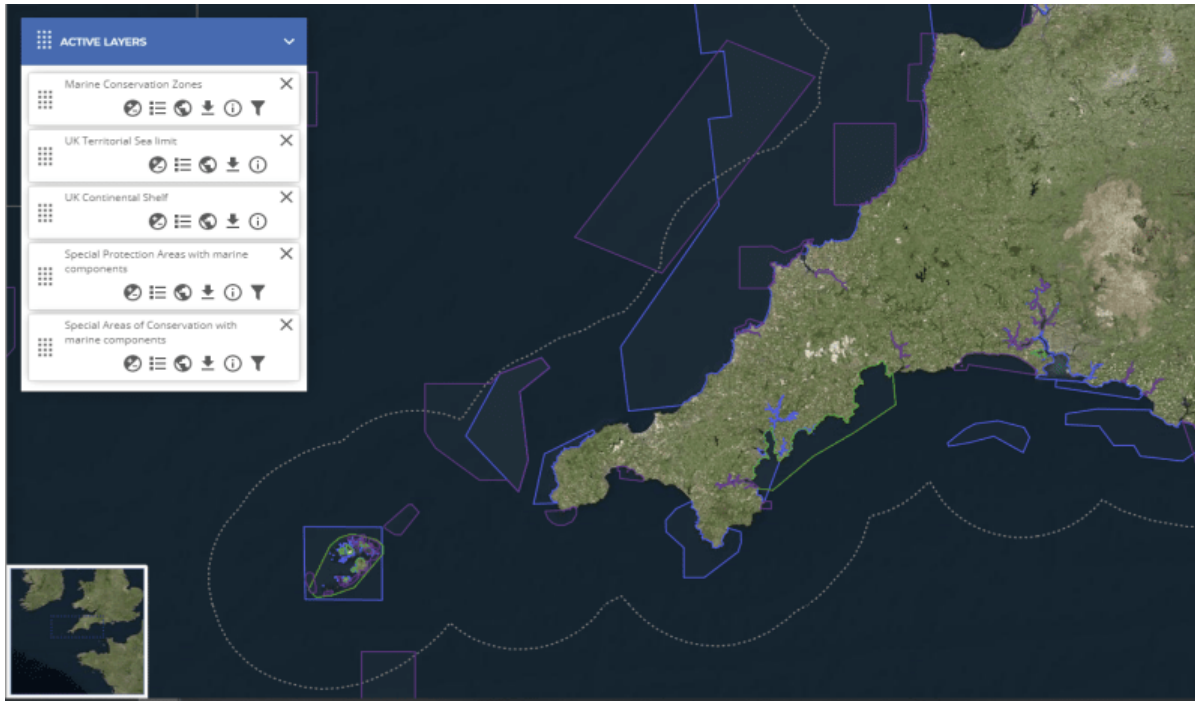 ACTIVE LAYERS
Marine Conservation Zones
UK Territorial Sea limit
UK Continental Shelf
Special Protection Areas with marine
components
Special Areas of Conservation with
marine components